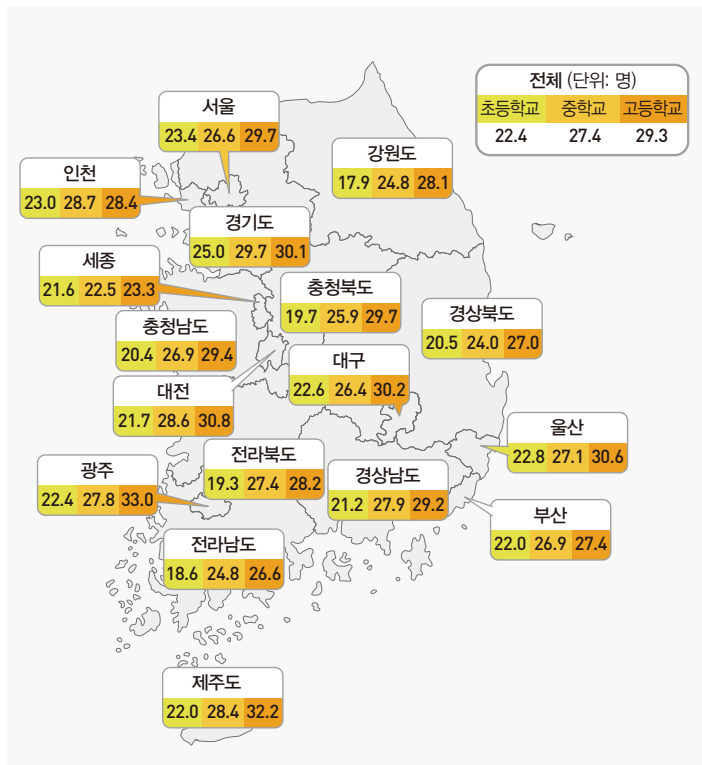 전체 (단위: 명)
초등학교 중학교 고등학교
22.4 27.4 29.3
서울
23.4 26.6 29.7
강원도
17.9 24.8 28.1
인천
23.0 28.7 28.4
경기도
25.0 29.7 30.1
세종
21.6 22.5 23.3
충청북도
19.7 25.9 29.7
경상북도
20.5 24.0 27.0
충청남도
20.4 26.9 29.4
대구
22.6 26.4 30.2
대전
21.7 28.6 30.8
울산
22.8 27.1 30.6
전라북도
19.3 27.4 28.2
광주
22.4 27.8 33.0
경상남도
21.2 27.9 29.2
부산
22.0 26.9 27.4
전라남도
18.6 24.8 26.6
제주도
22.0 28.4 32.2